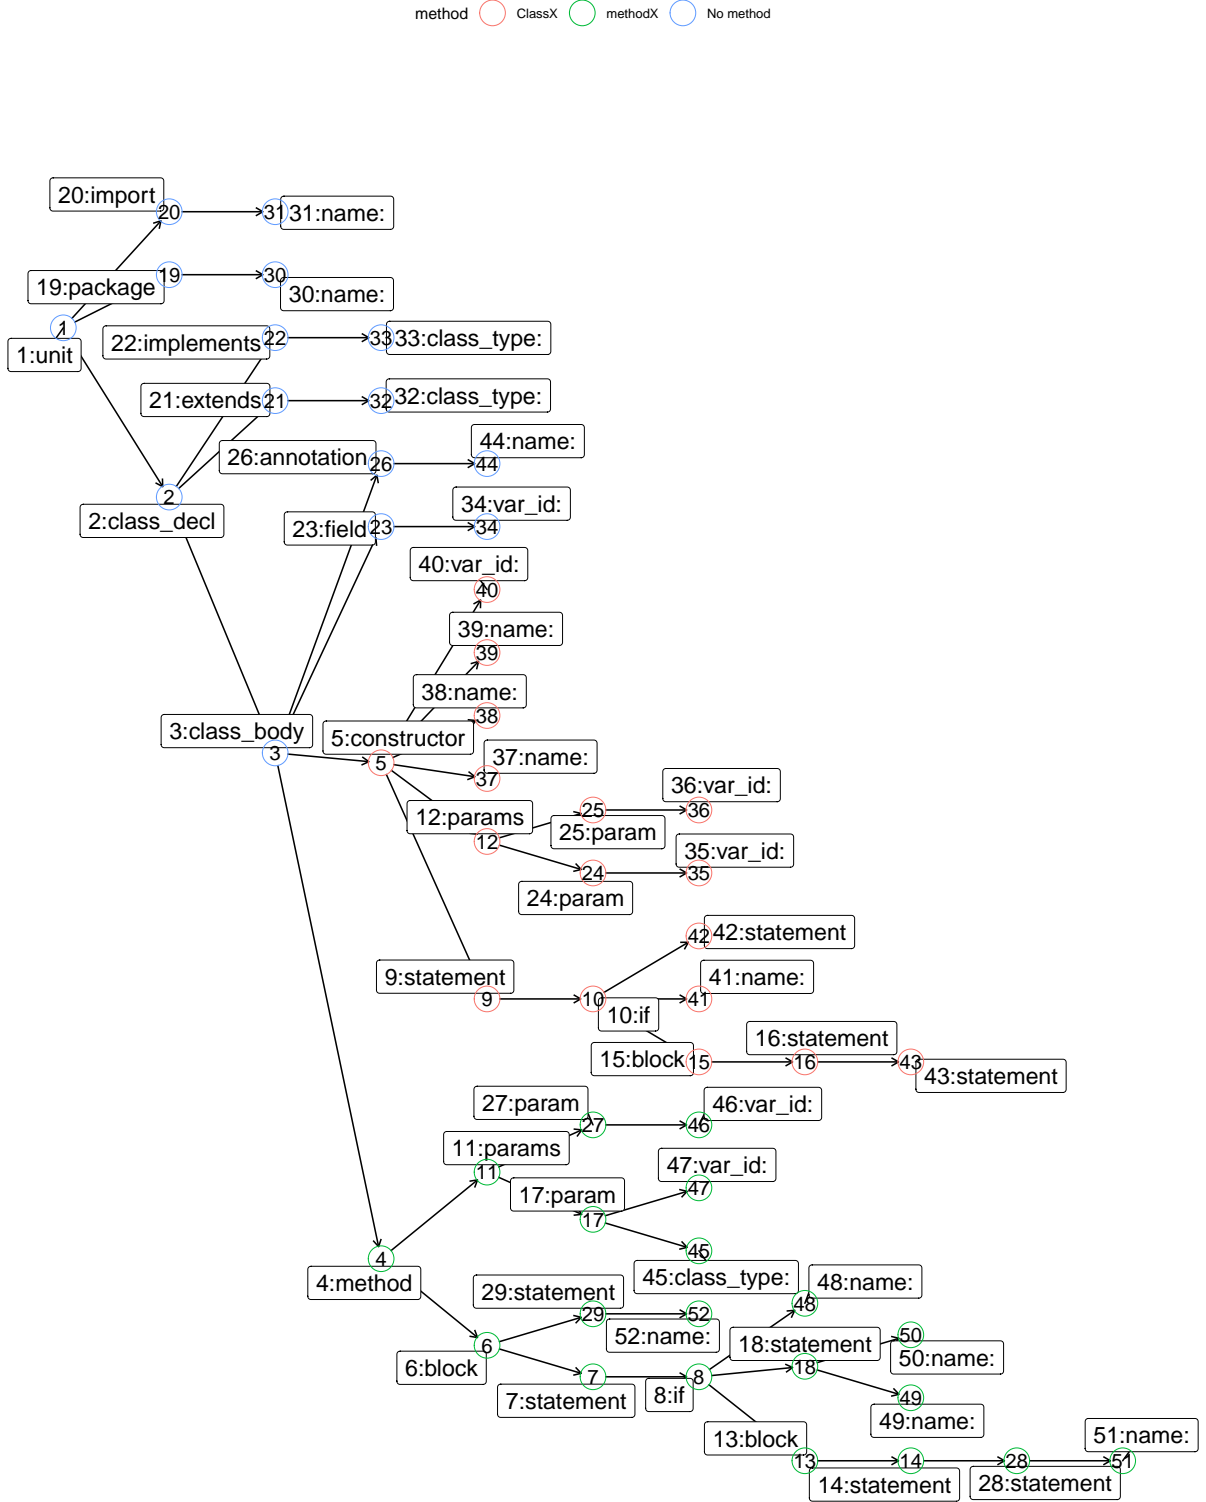 method ClassX methodX No method
20:import
20
31
31:name:
19:package
19
30
30:name:
1
1:unit
22:implements
22
33
33:class_type:
21:extends
21
32
32:class_type:
44:name:
26:annotation
26
44
2
2:class_decl
34:var_id:
23:field
23
34
40:var_id:
40
39:name:
39
38:name:
38
3:class_body
3
5:constructor
5
37:name:
37
36:var_id:
12:params
12
25
25:param
36
35:var_id:
24
24:param
35
42
42:statement
9:statement
9
10
10:if
41:name:
41
16:statement
15:block
15
16
43
43:statement
27:param
27
46:var_id:
46
11:params
11
47:var_id:
47
17:param
17
45
45:class_type:
4
4:method
29:statement
29
52
52:name:
48:name:
48
6
6:block
18:statement
18
50
50:name:
7
7:statement
8
8:if
49
49:name:
13:block
13
14
14:statement
28
28:statement
51:name:
51